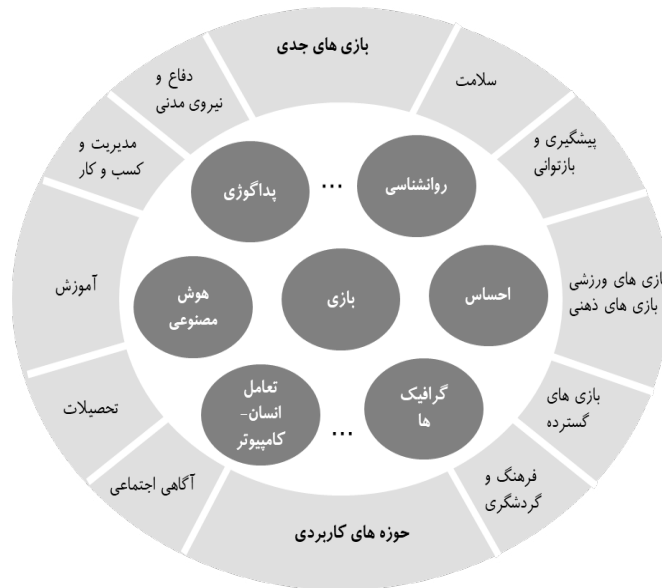 بازی های جدی
سلامت
پیشگیری و
بازتوانی
بازی های ورزشی
بازی های ذهنی
بازی های
گسترده
فرهنگ و
گردشگری
حوزه های کاربردی
آگاهی اجتماعی
تحصیلات
آموزش
مدیریت و
کسب و کار
دفاع و
نیروی مدنی
روانشناسی
...
پداگوژی
احساس
بازی
هوش
مصنوعی
گرافیک
ها
...
تعامل
انسان-
کامپیوتر